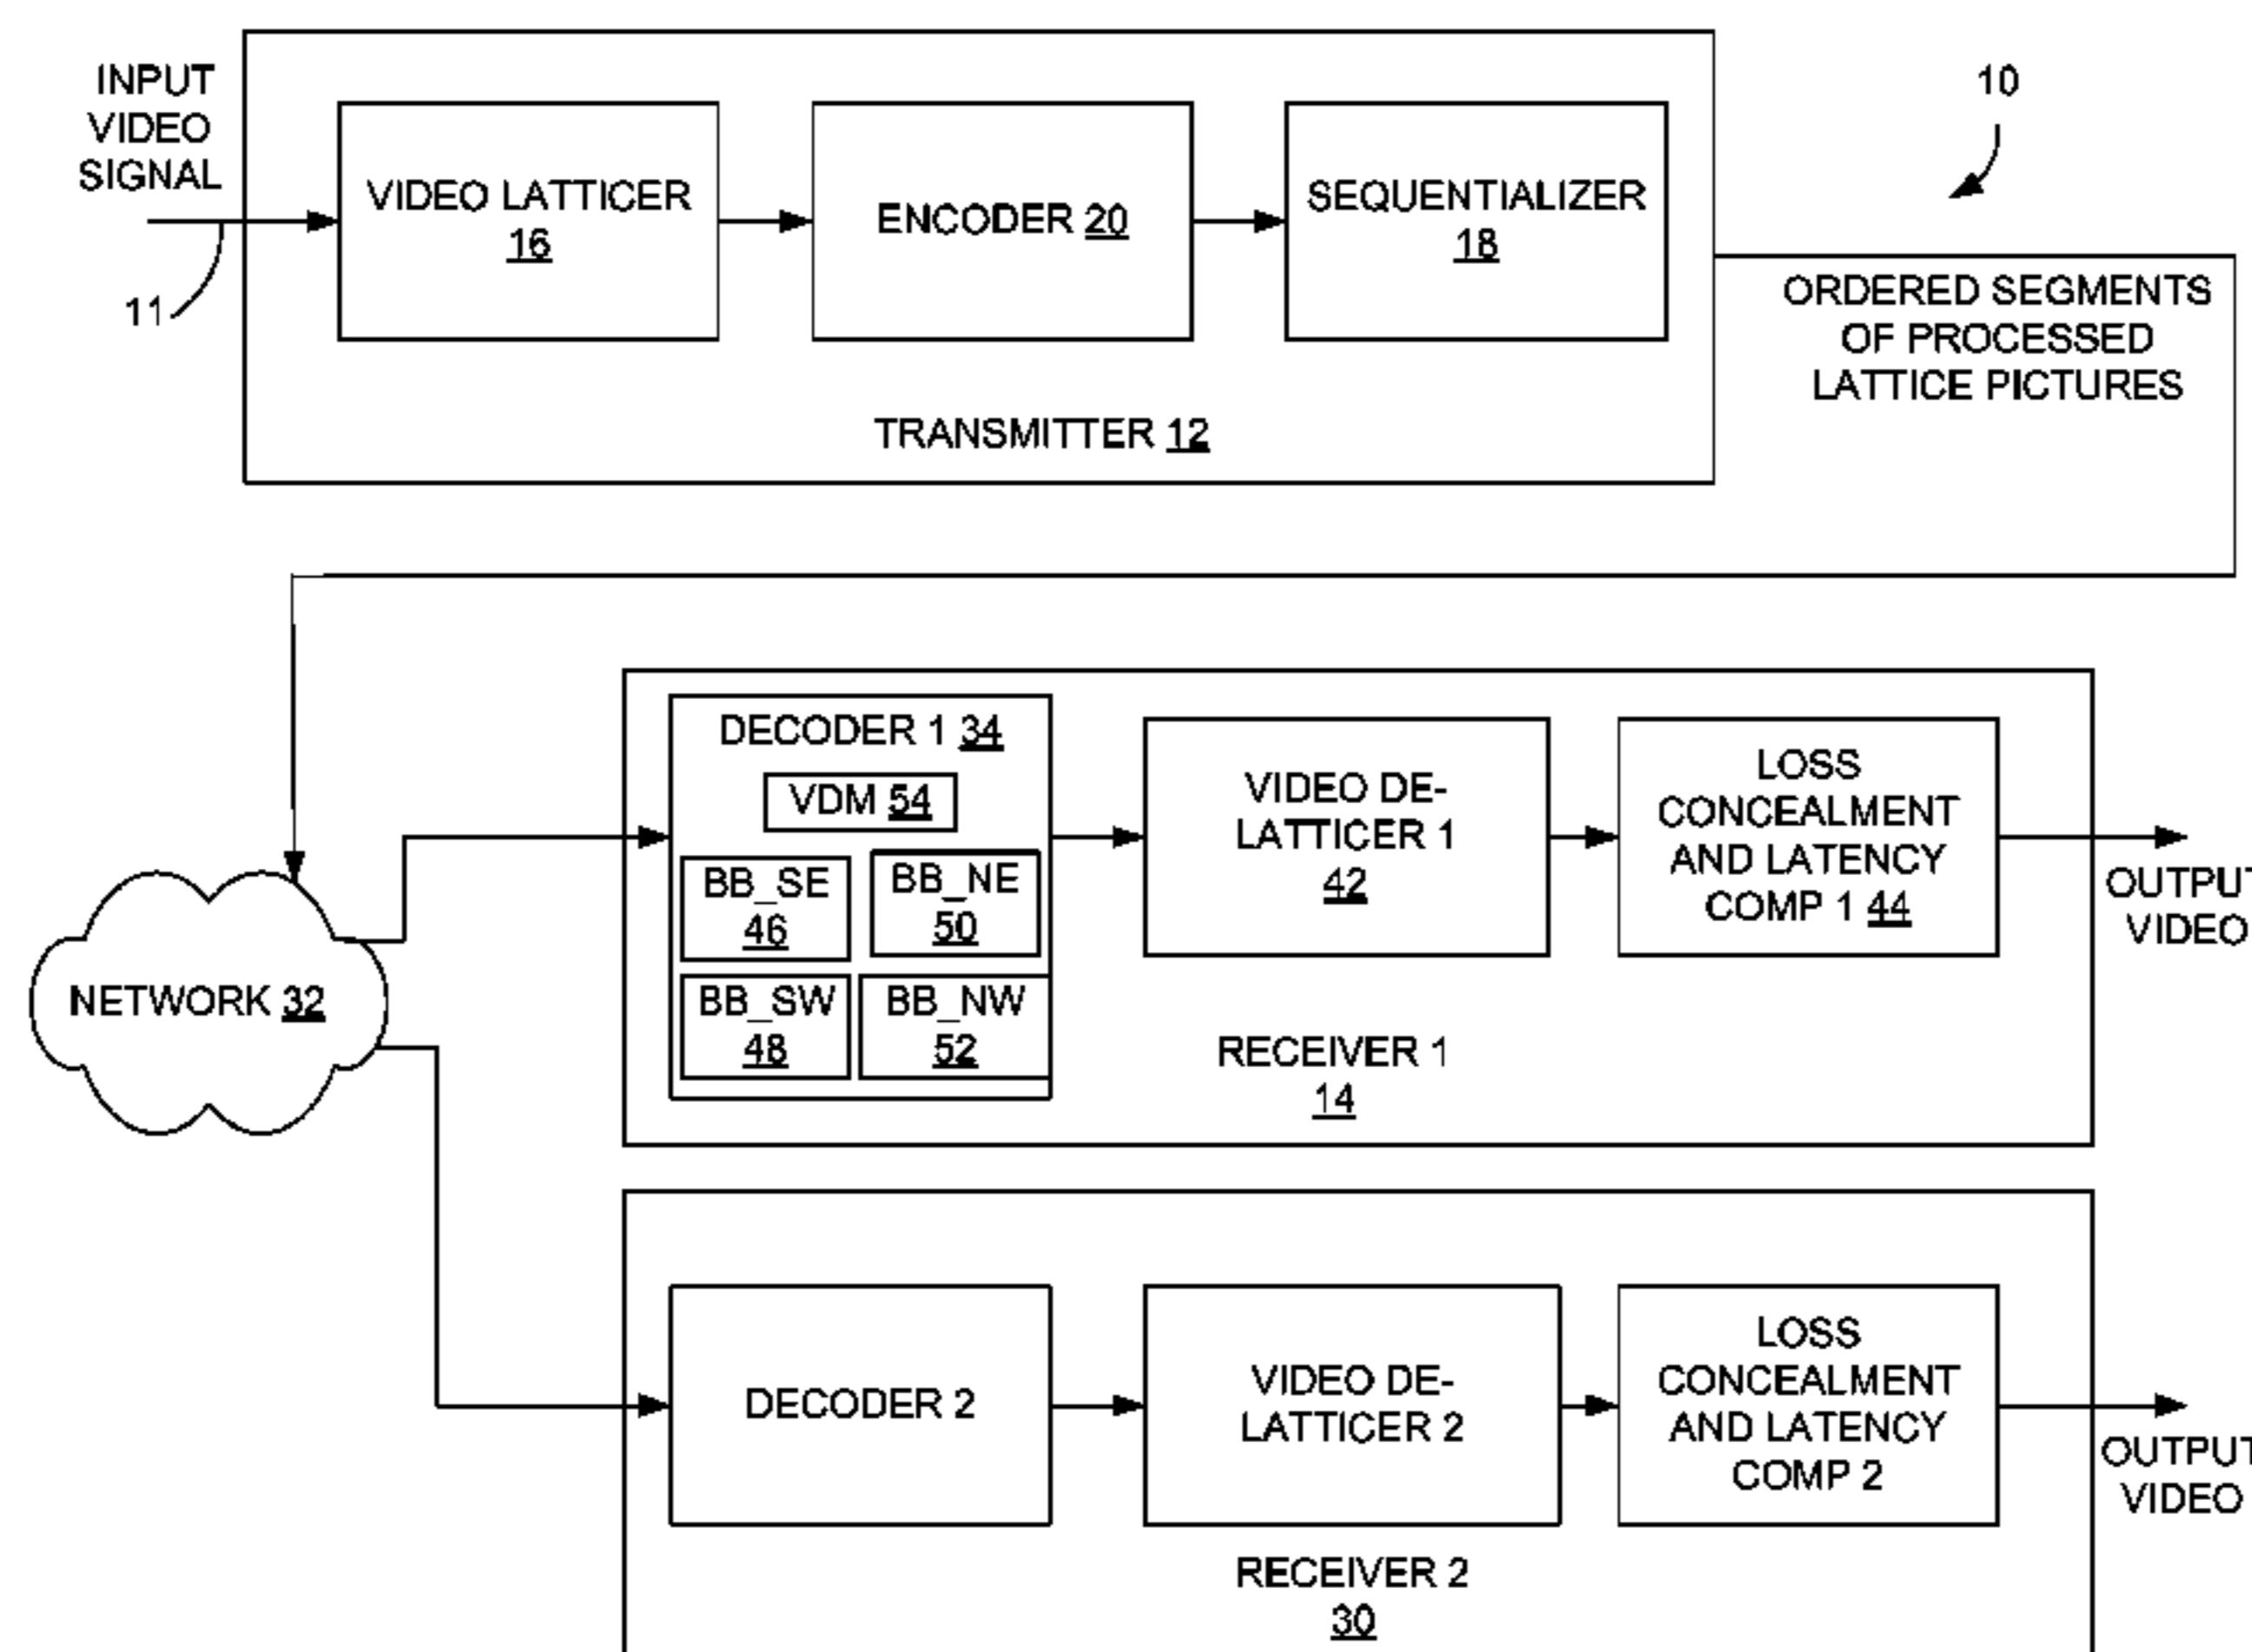 INPUT
VIDEO
SIGNAL
11
VIDEO LATTICER
16
ENCODER 20
SEQUENTIALIZER
18
TRANSMITTER 12
10
ORDERED SEGMENTS
OF PROCESSED
LATTICE PICTURES
NETWORK 32
DECODER 1 34
VDM 54
BB_SE
46
BB_NE
50
BB_SW
48
BB_NW
52
VIDEO DE-
LATTICER 1
42
LOSS
CONCEALMENT
AND LATENCY
COMP 1 44
OUTPUT
VIDEO
RECEIVER 1
14
DECODER 2
VIDEO DE-
LATTICER 2
LOSS
CONCEALMENT
AND LATENCY
COMP 2
OUTPUT
VIDEO
RECEIVER 2
30